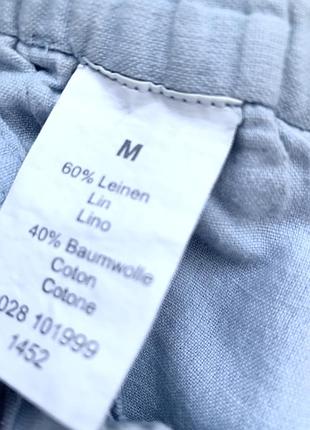 M
60% Leinen
Lin
Lino
40% Baumwolle
Coton
Cotone
028 101999
1452